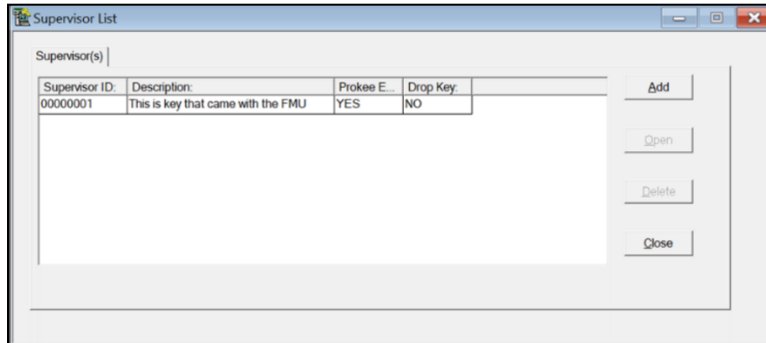 Supervisor List
Supervisor(s)
Supervisor ID: Description: Prokee E... Drop Key:
00000001 This is key that came with the FMU YES NO
Add
Open
Delete
Close